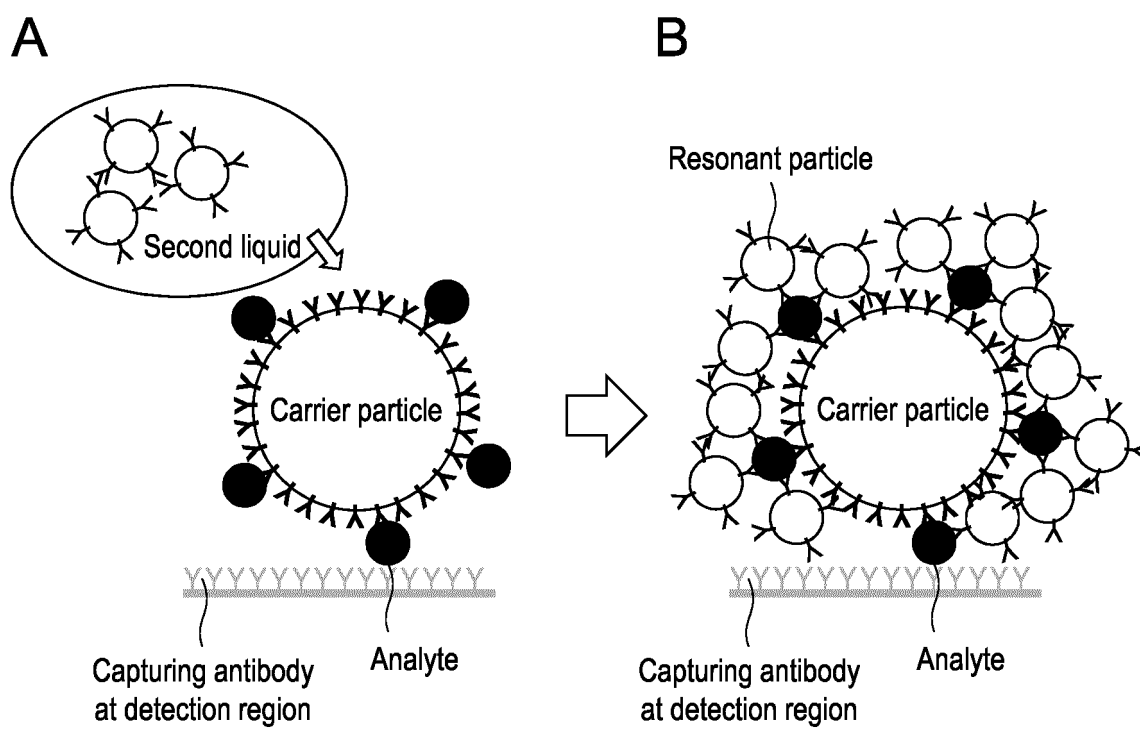 A
B
Resonant particle
Second liquid
Carrier particle
Carrier particle
Capturing antibody
at detection region
Analyte
Capturing antibody
at detection region
Analyte